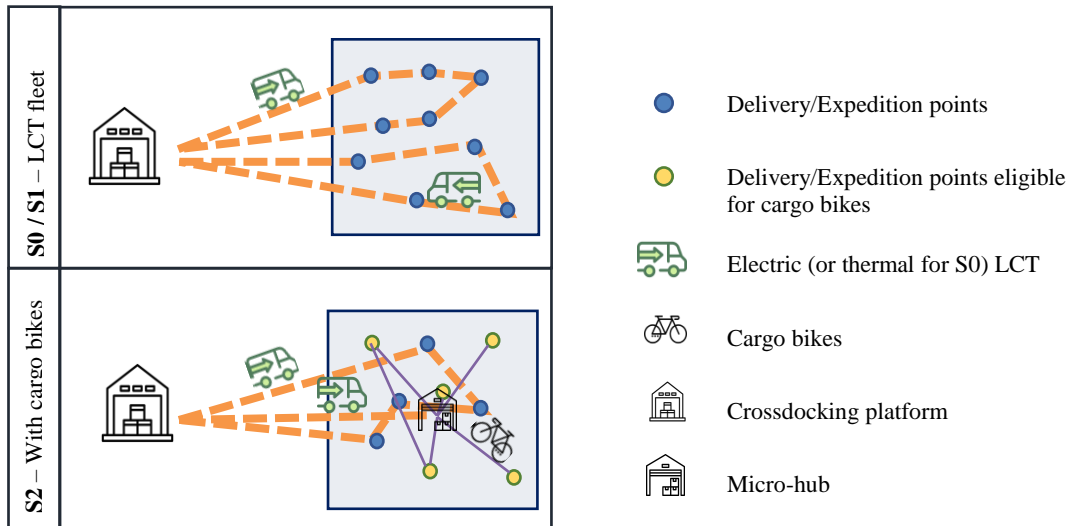 S0 / S1 – LCT fleet
S2 – With cargo bikes
Delivery/Expedition points
Delivery/Expedition points eligible
for cargo bikes
Electric (or thermal for S0) LCT
Cargo bikes
Crossdocking platform
Micro-hub